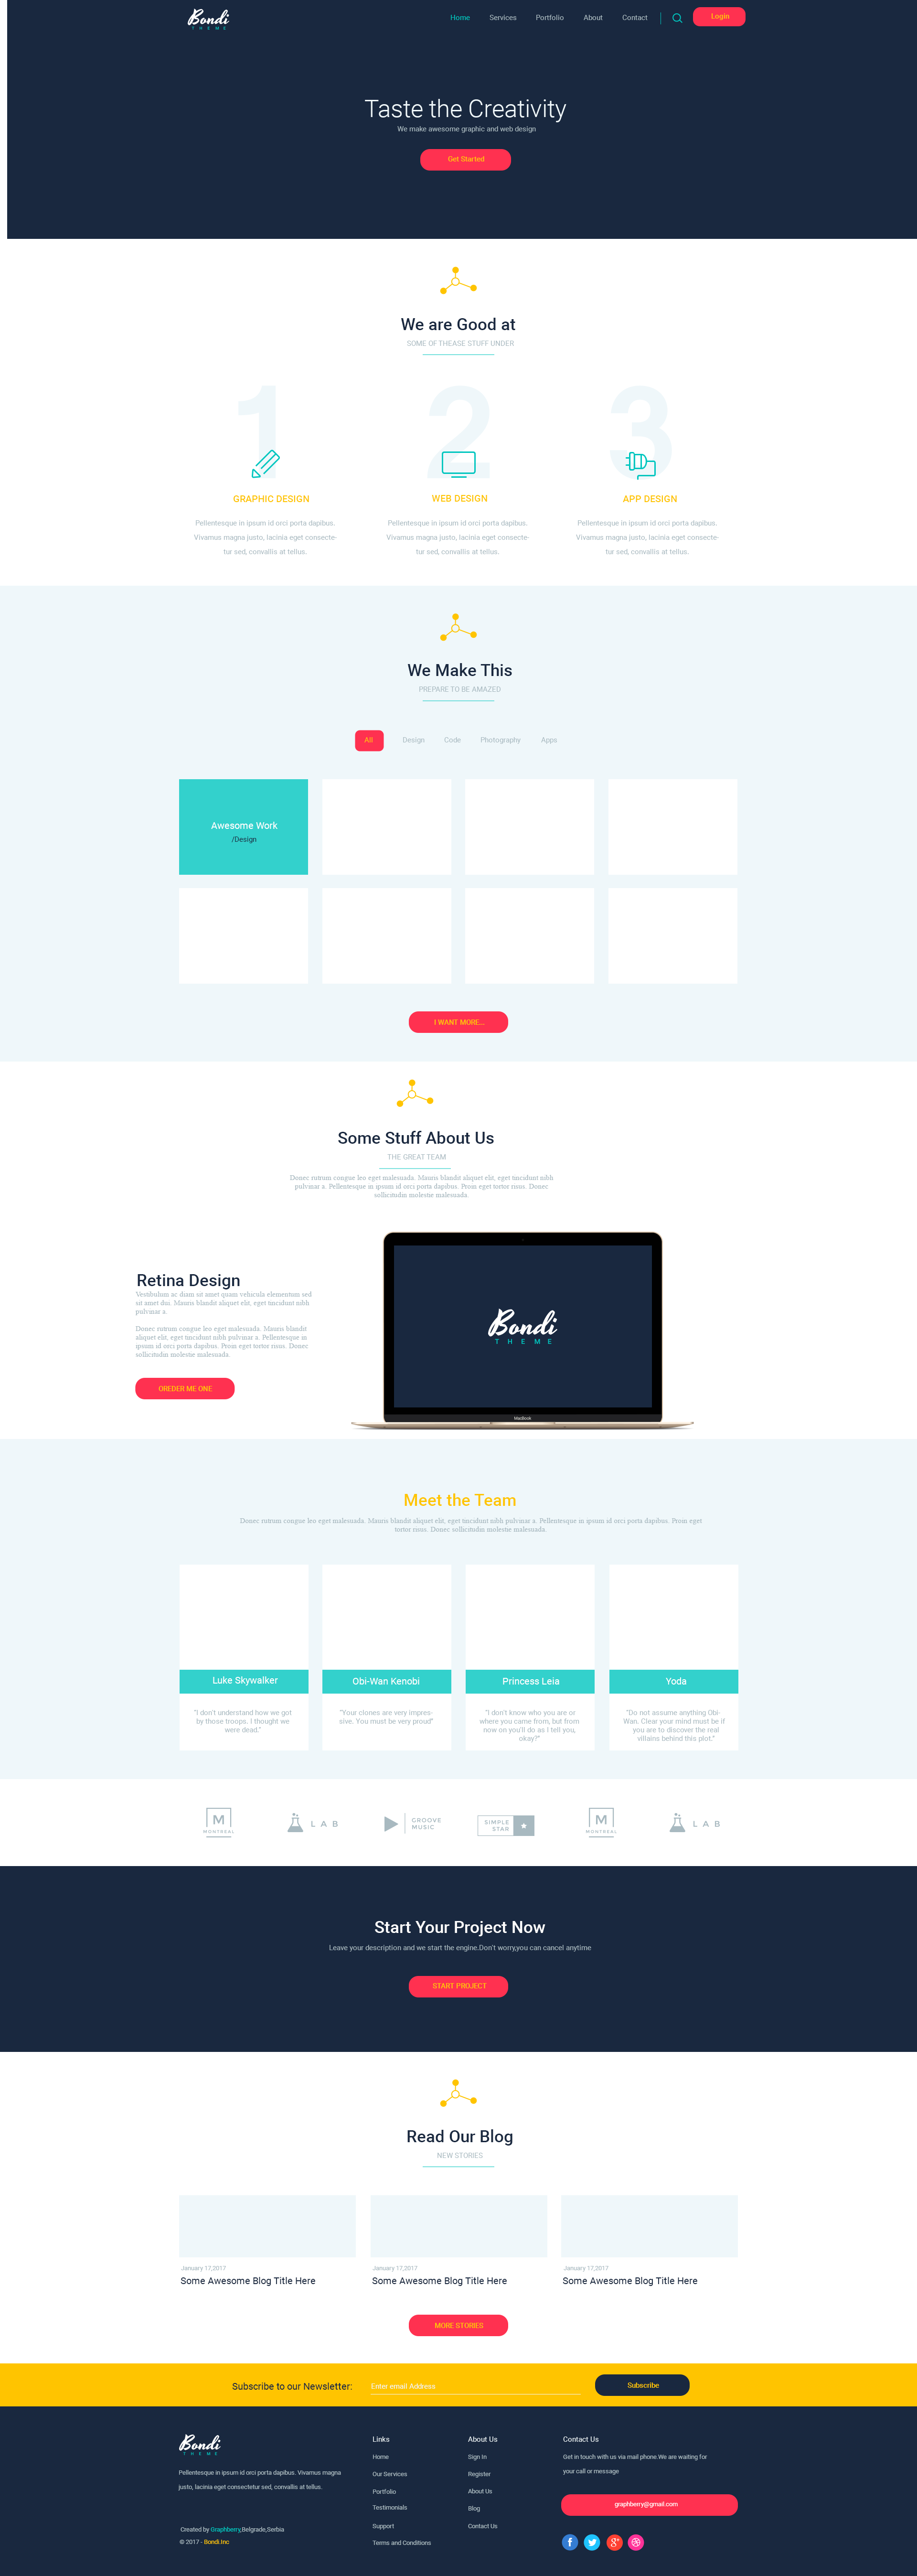 Bondi
THEME
Home Services Portfolio About Contact Login
Taste the Creativity
We make awesome graphic and web design
Get Started
We are Good at
SOME OF THEASE STUFF UNDER
1 2 3
GRAPHIC DESIGN
Pellentesque in ipsum id orci porta dapibus.
Vivamus magna justo, lacinia eget consecte-
tur sed, convallis at tellus.
WEB DESIGN
Pellentesque in ipsum id orci porta dapibus.
Vivamus magna justo, lacinia eget consecte-
tur sed, convallis at tellus.
APP DESIGN
Pellentesque in ipsum id orci porta dapibus.
Vivamus magna justo, lacinia eget consecte-
tur sed, convallis at tellus.
We Make This
PREPARE TO BE AMAZED
All Design Code Photography Apps
Awesome Work
/Design
I WANT MORE...
Some Stuff About Us
THE GREAT TEAM
Donec rutrum congue leo eget malesuada. Mauris blandit aliquet elit, eget tincidunt nibh
pulvinar a. Pellentesque in ipsum id orci porta dapibus. Proin eget tortor risus. Donec
sollicitudin molestie malesuada.
Retina Design
Vestibulum ac diam sit amet quam vehicula elementum sed
sit amet dui. Mauris blandit aliquet elit, eget tincidunt nibh
pulvinar a.
Donec rutrum congue leo eget malesuada. Mauris blandit
aliquet elit, eget tincidunt nibh pulvinar a. Pellentesque in
ipsum id orci porta dapibus. Proin eget tortor risus. Donec
sollicitudin molestie malesuada.
OREDER ME ONE
Bondi
THEME
MacBook
Meet the Team
Donec rutrum congue leo eget malesuada. Mauris blandit aliquet elit, eget tincidunt nibh pulvinar a. Pellentesque in ipsum id orci porta dapibus. Proin eget
tortor risus. Donec sollicitudin molestie malesuada.
Luke Skywalker
"I don't understand how we got
by those troops. I thought we
were dead."
Obi-Wan Kenobi
"Your clones are very impres-
sive. You must be very proud"
Princess Leia
"I don't know who you are or
where you came from, but from
now on you'll do as I tell you,
okay?"
Yoda
"Do not assume anything Obi-
Wan. Clear your mind must be if
you are to discover the real
villains behind this plot."
M
MONTREAL
LAB
GROOVE
MUSIC
SIMPLE
STAR
M
MONTREAL
LAB
Start Your Project Now
Leave your description and we start the engine.Don't worry,you can cancel anytime
START PROJECT
Read Our Blog
NEW STORIES
January 17,2017
Some Awesome Blog Title Here
January 17,2017
Some Awesome Blog Title Here
January 17,2017
Some Awesome Blog Title Here
MORE STORIES
Subscribe to our Newsletter: Enter email Address Subscribe
Bondi
THEME
Pellentesque in ipsum id orci porta dapibus. Vivamus magna
justo, lacinia eget consectetur sed, convallis at tellus.
Created by Graphberry,Belgrade,Serbia
© 2017 - Bondi.Inc
Links
Home
Our Services
Portfolio
Testimonials
Support
Terms and Conditions
About Us
Sign In
Register
About Us
Blog
Contact Us
Contact Us
Get in touch with us via mail phone.We are waiting for
your call or message
graphberry@gmail.com